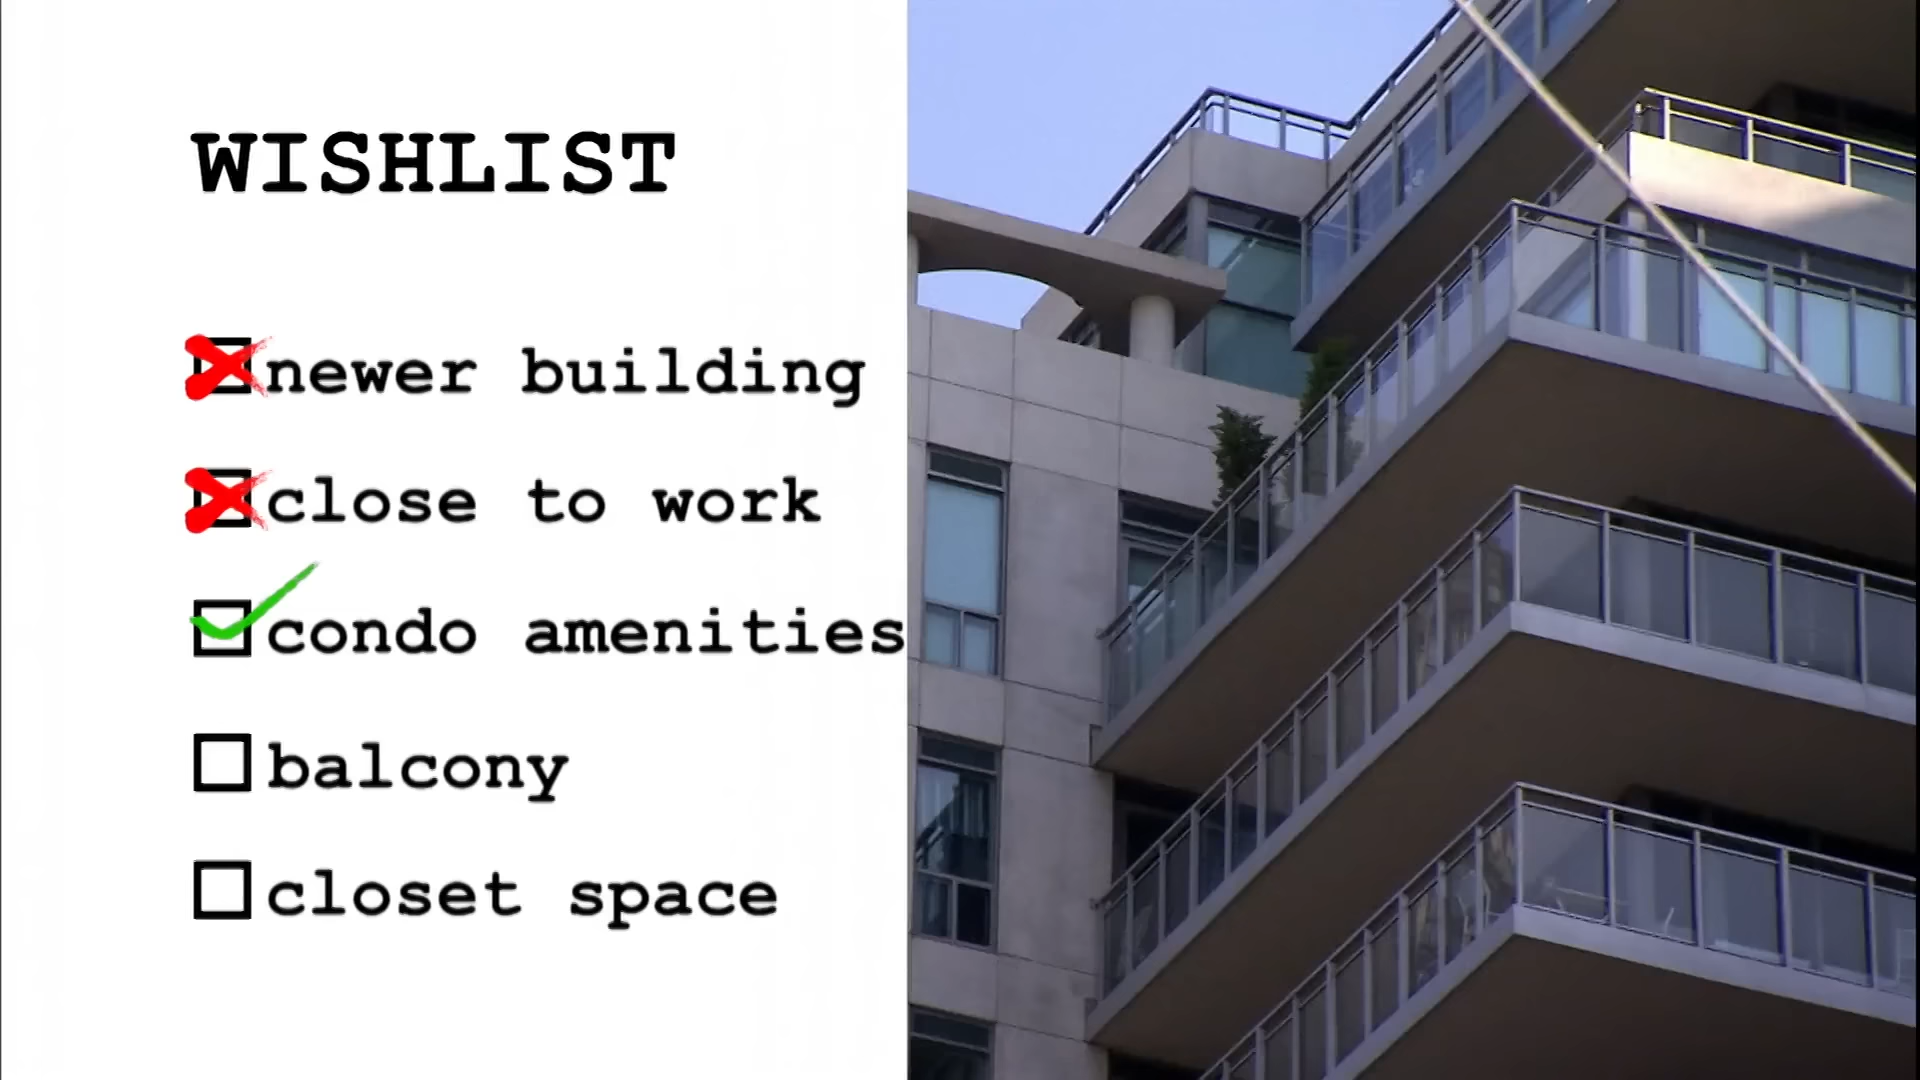 WISHLIST
newer building
close to work
condo amenities
balcony
closet space